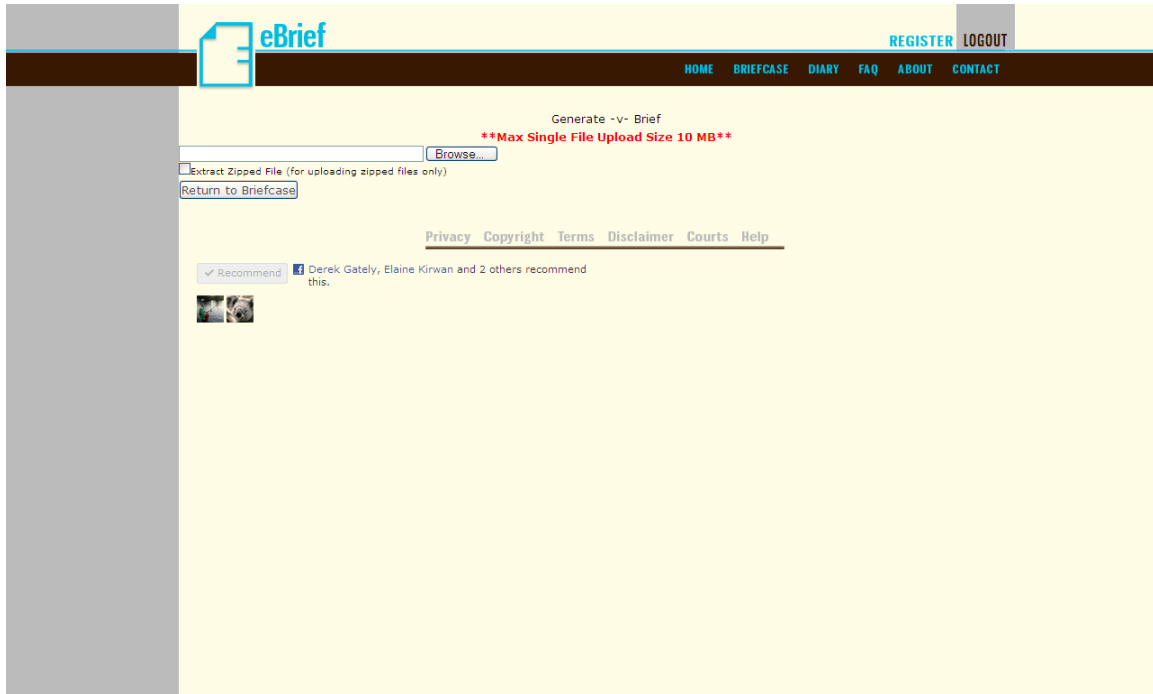 eBrief
REGISTER LOGOUT
HOME BRIEFCASE DIARY FAQ ABOUT CONTACT
Generate -v- Brief
**Max Single File Upload Size 10 MB**
Browse...
Extract Zipped File (for uploading zipped files only)
Return to Briefcase
Privacy Copyright Terms Disclaimer Courts Help
Recommend
Derek Gately, Elaine Kirwan and 2 others recommend
this.